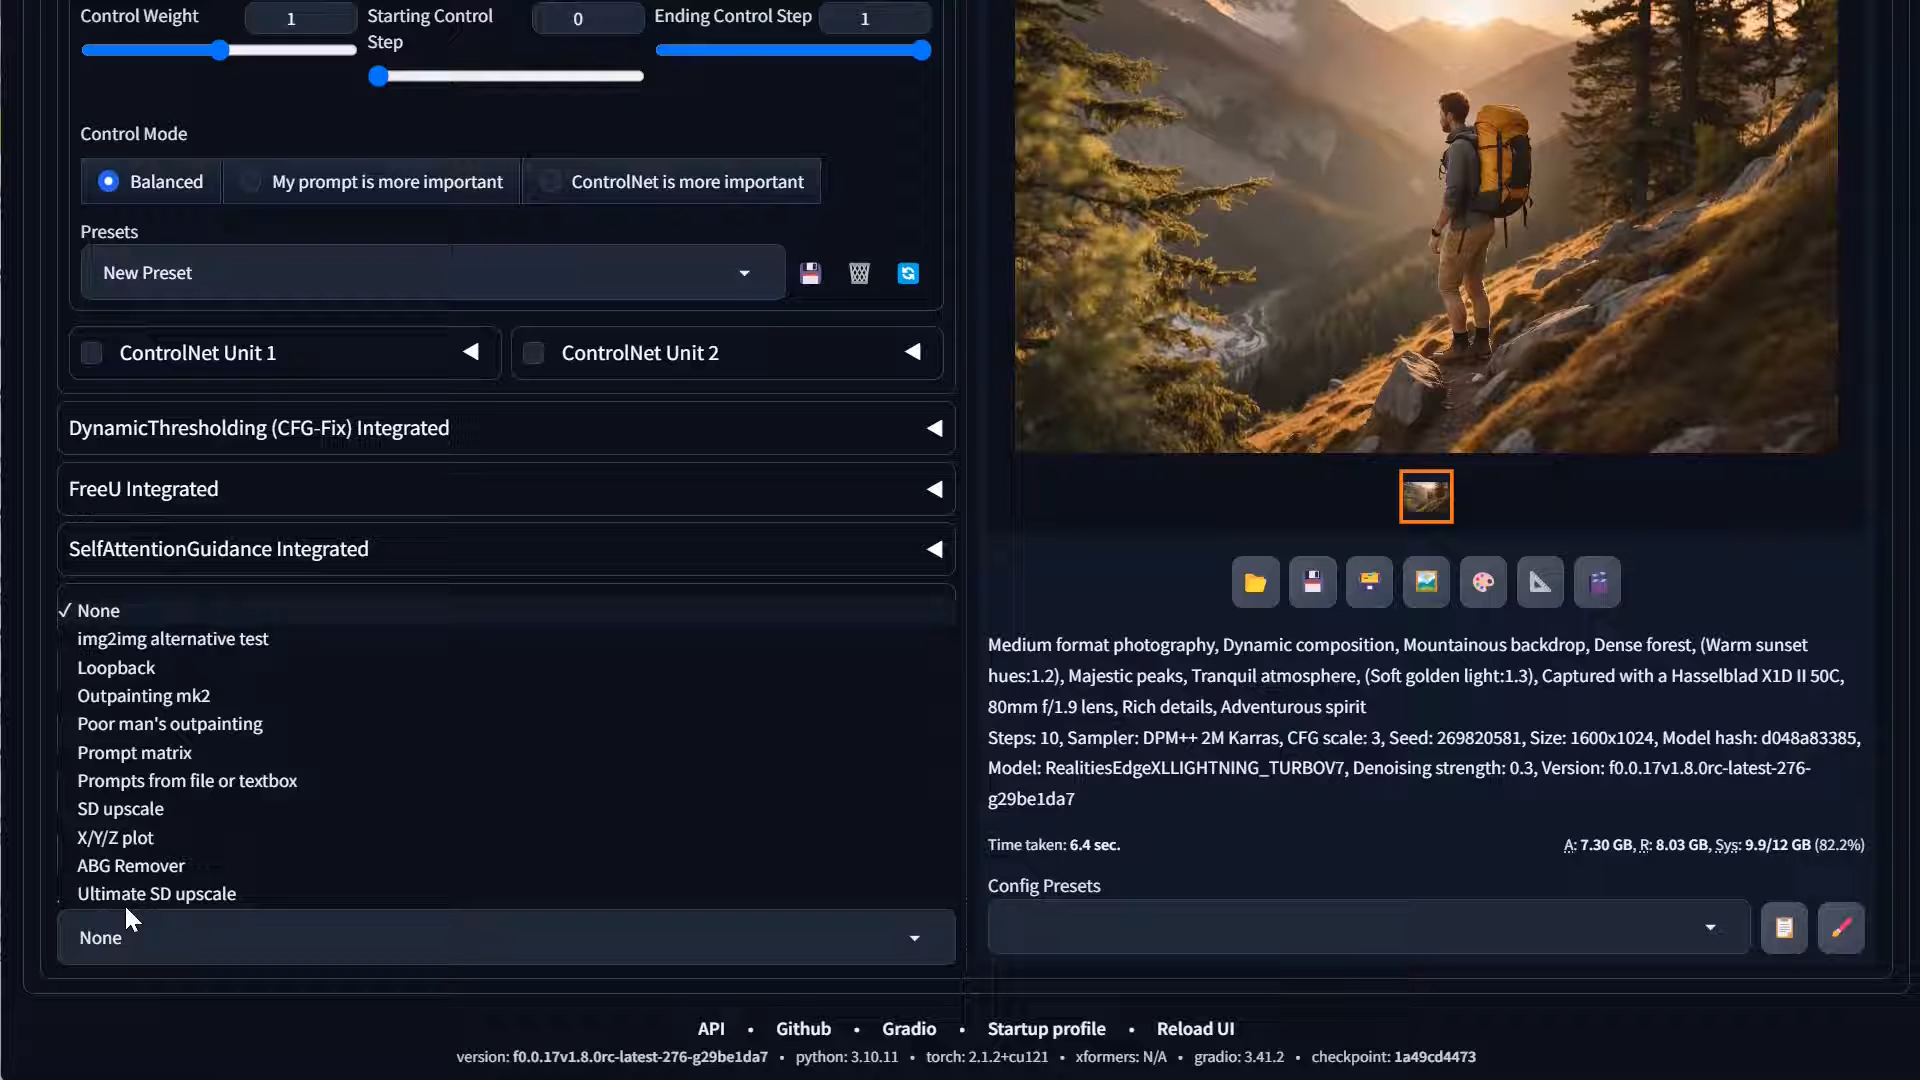 Control Weight
1
Starting Control
Step
0
Ending Control Step
1
Control Mode
Balanced
My prompt is more important
ControlNet is more important
Presets
New Preset
ControlNet Unit 1
ControlNet Unit 2
DynamicThresholding (CFG-Fix) Integrated
FreeU Integrated
SelfAttentionGuidance Integrated
✓ None
img2img alternative test
Loopback
Outpainting mk2
Poor man's outpainting
Prompt matrix
Prompts from file or textbox
SD upscale
X/Y/Z plot
ABG Remover
Ultimate SD upscale
None
Medium format photography, Dynamic composition, Mountainous backdrop, Dense forest, (Warm sunset
hues:1.2), Majestic peaks, Tranquil atmosphere, (Soft golden light:1.3), Captured with a Hasselblad X1D II 50C,
80mm f/1.9 lens, Rich details, Adventurous spirit
Steps: 10, Sampler: DPM++ 2M Karras, CFG scale: 3, Seed: 269820581, Size: 1600x1024, Model hash: d048a83385,
Model: RealitiesEdgeXLLIGHTNING_TURBOV7, Denoising strength: 0.3, Version: f0.0.17v1.8.0rc-latest-276-
g29be1da7
Time taken: 6.4 sec.
A: 7.30 GB, R: 8.03 GB, Sys: 9.9/12 GB (82.2%)
Config Presets
API • Github • Gradio • Startup profile • Reload UI
version: f0.0.17v1.8.0rc-latest-276-g29be1da7 • python: 3.10.11 • torch: 2.1.2+cu121 • xformers: N/A • gradio: 3.41.2 • checkpoint: 1a49cd4473